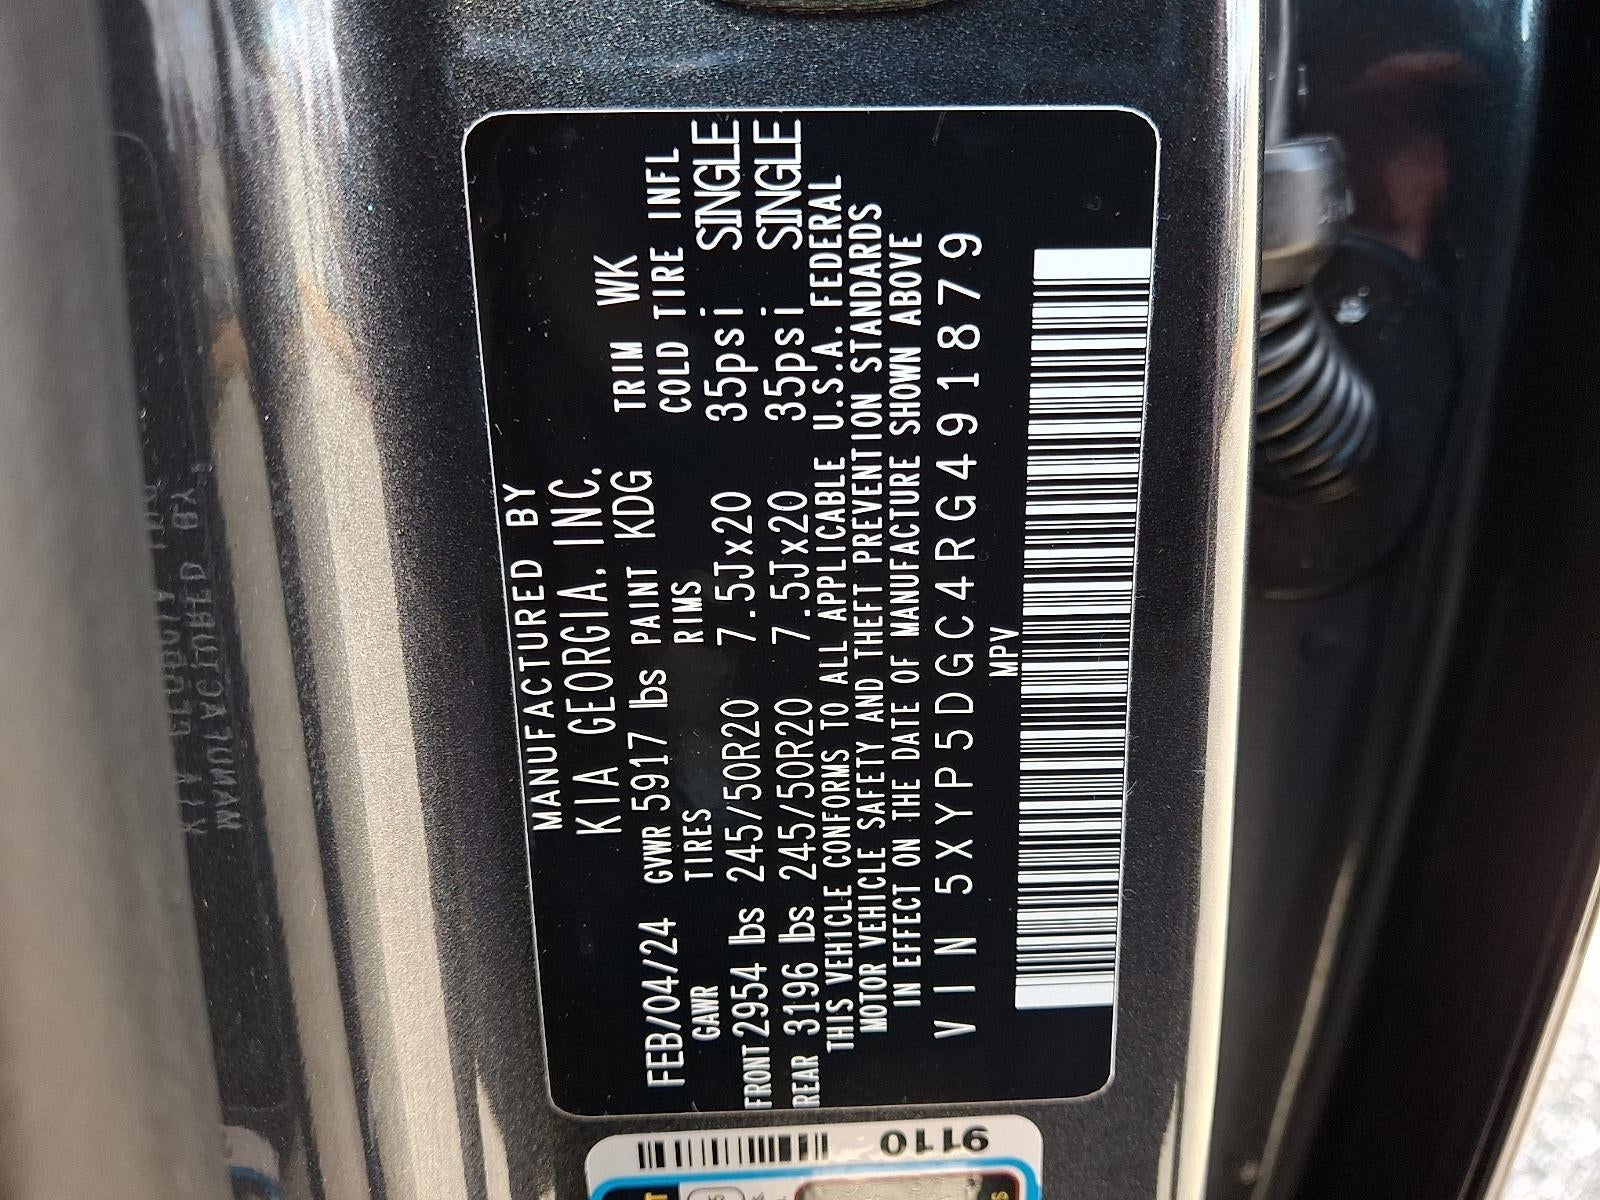 MANUFACTURED BY
KIA GEORGIA, INC.
FEB/04/24 GVWR 5917 lbs PAINT KDG TRIM WK
GAWR TIRES RIMS COLD TIRE INFL
FRONT 2954 lbs 245/50R20 7.5Jx20 35psi SINGLE
REAR 3196 lbs 245/50R20 7.5Jx20 35psi SINGLE
THIS VEHICLE CONFORMS TO ALL APPLICABLE U.S.A. FEDERAL
MOTOR VEHICLE SAFETY AND THEFT PREVENTION STANDARDS
IN EFFECT ON THE DATE OF MANUFACTURE SHOWN ABOVE
VIN 5XYP5DGC4RG491879
MPV
9110